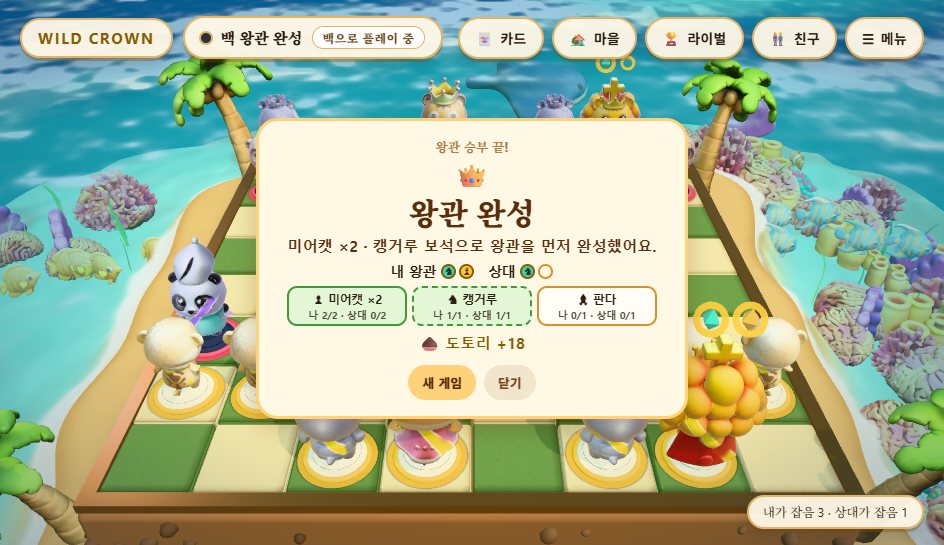 WILD CROWN
백 왕관 완성 백으로 플레이 중
카드
마을
라이벌
친구
☰ 메뉴
왕관 승부 끝!
왕관 완성
미어캣 ×2 · 캥거루 보석으로 왕관을 먼저 완성했어요.
내 왕관 상대
미어캣 ×2
나 2/2 · 상대 0/2
캥거루
나 1/1 · 상대 1/1
판다
나 0/1 · 상대 0/1
도토리 +18
새 게임
닫기
내가 잡음 3 · 상대가 잡음 1